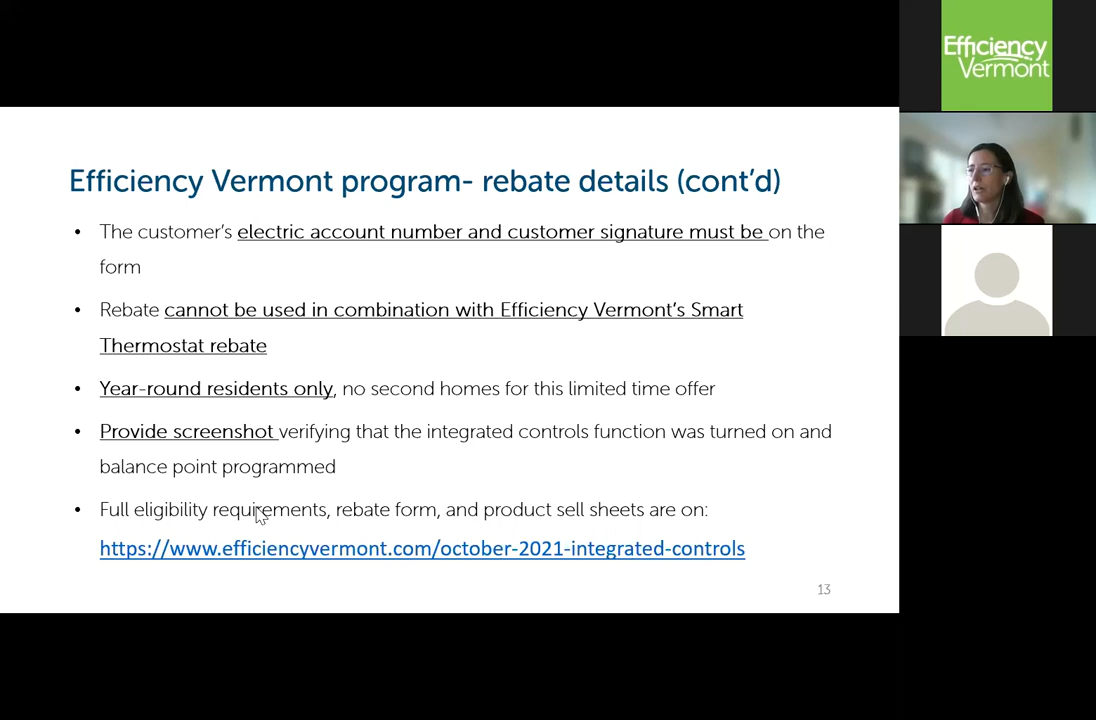 Efficiency
Vermont
Efficiency Vermont program- rebate details (cont’d)
• The customer’s electric account number and customer signature must be on the
form
• Rebate cannot be used in combination with Efficiency Vermont’s Smart
Thermostat rebate
• Year-round residents only, no second homes for this limited time offer
• Provide screenshot verifying that the integrated controls function was turned on and
balance point programmed
• Full eligibility requirements, rebate form, and product sell sheets are on:
https://www.efficiencyvermont.com/october-2021-integrated-controls
13